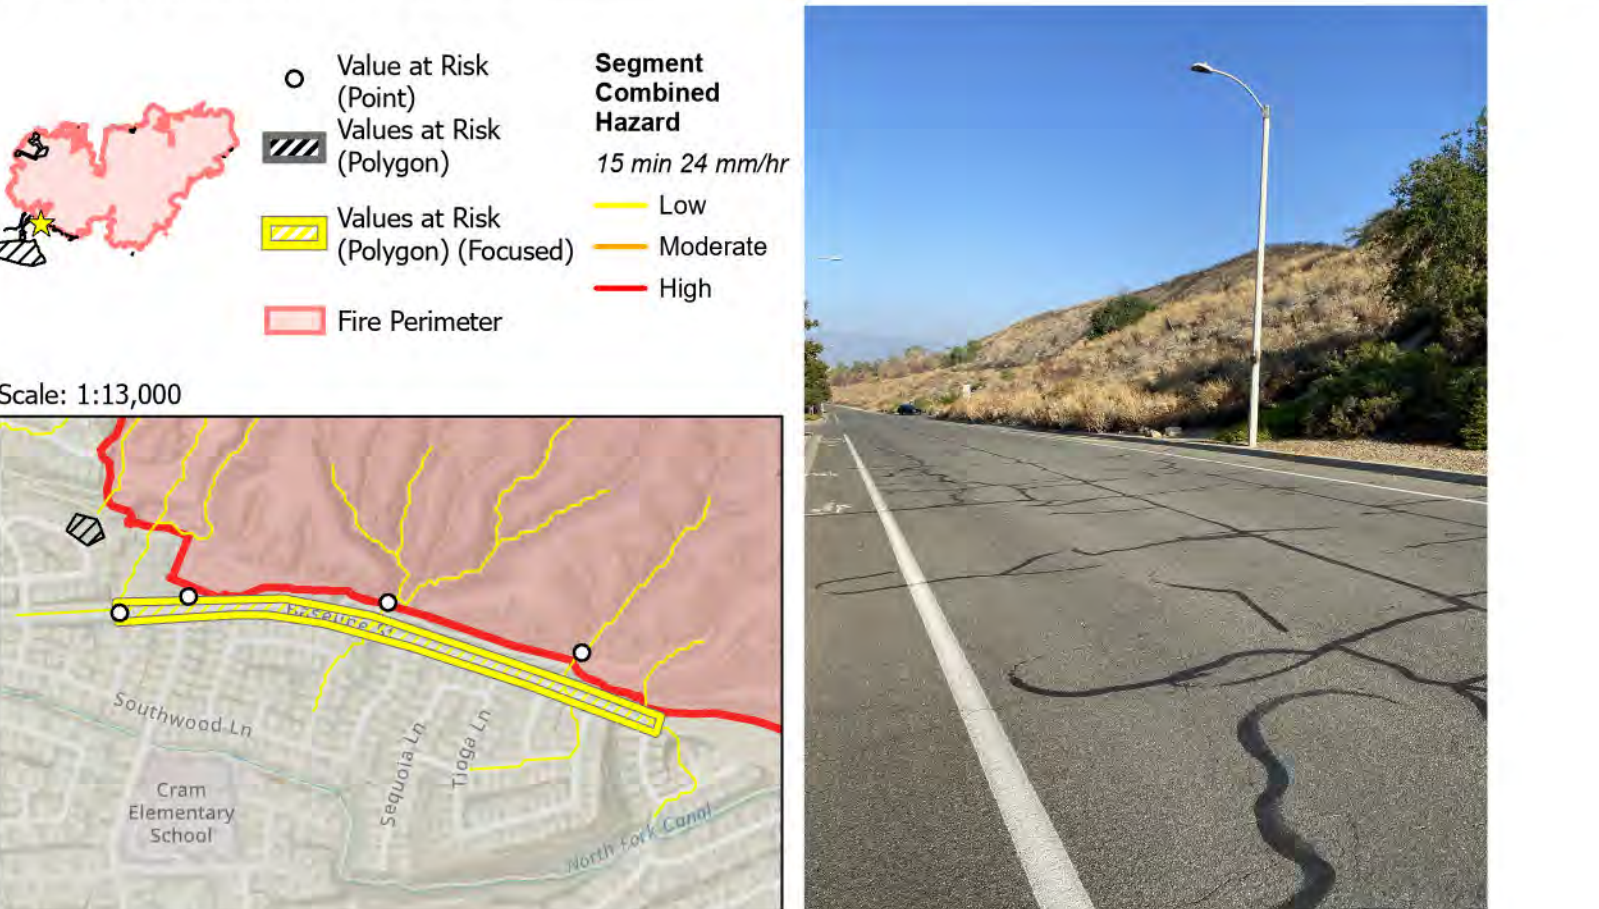 Value at Risk
(Point)
Values at Risk
(Polygon)
Values at Risk
(Polygon) (Focused)
Fire Perimeter
Segment
Combined
Hazard
15 min 24 mm/hr
Low
Moderate
High
Scale: 1:13,000
Southwood Ln
Sequoia Ln
Tioga Ln
Cram
Elementary
School
North Fork Canal